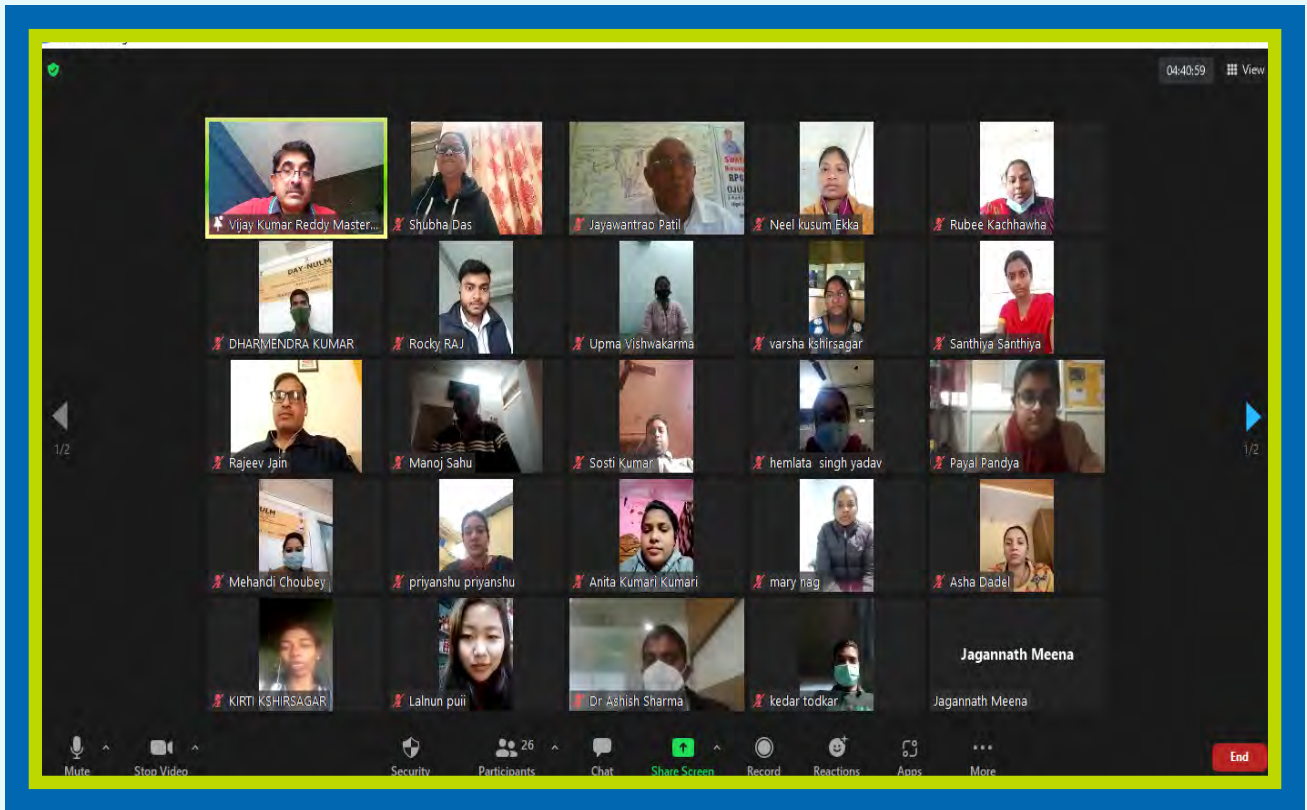 04:40:59 View
Vijay Kumar Reddy Master...
Shubha Das
Jayawantrao Patil
Neel kusum Ekka
Rubee Kachhawha
DAY-NULM
DHARMENDRA KUMAR
Rocky RAJ
Upma Vishwakarma
varsha kshirsagar
Santhiya Santhiya
Rajeev Jain
Manoj Sahu
Sosti Kumar
hemlata singh yadav
Payal Pandya
1/2
1/2
Mehandi Choubey
priyanshu priyanshu
Anita Kumari Kumari
mary nag
Asha Dadel
KIRTI KSHIRSAGAR
Lalnun puii
Dr Ashish Sharma
kedar todkar
Jagannath Meena
Jagannath Meena
26
Mute
Stop Video
Security
Participants
Chat
Share Screen
Record
Reactions
Apps
More
End